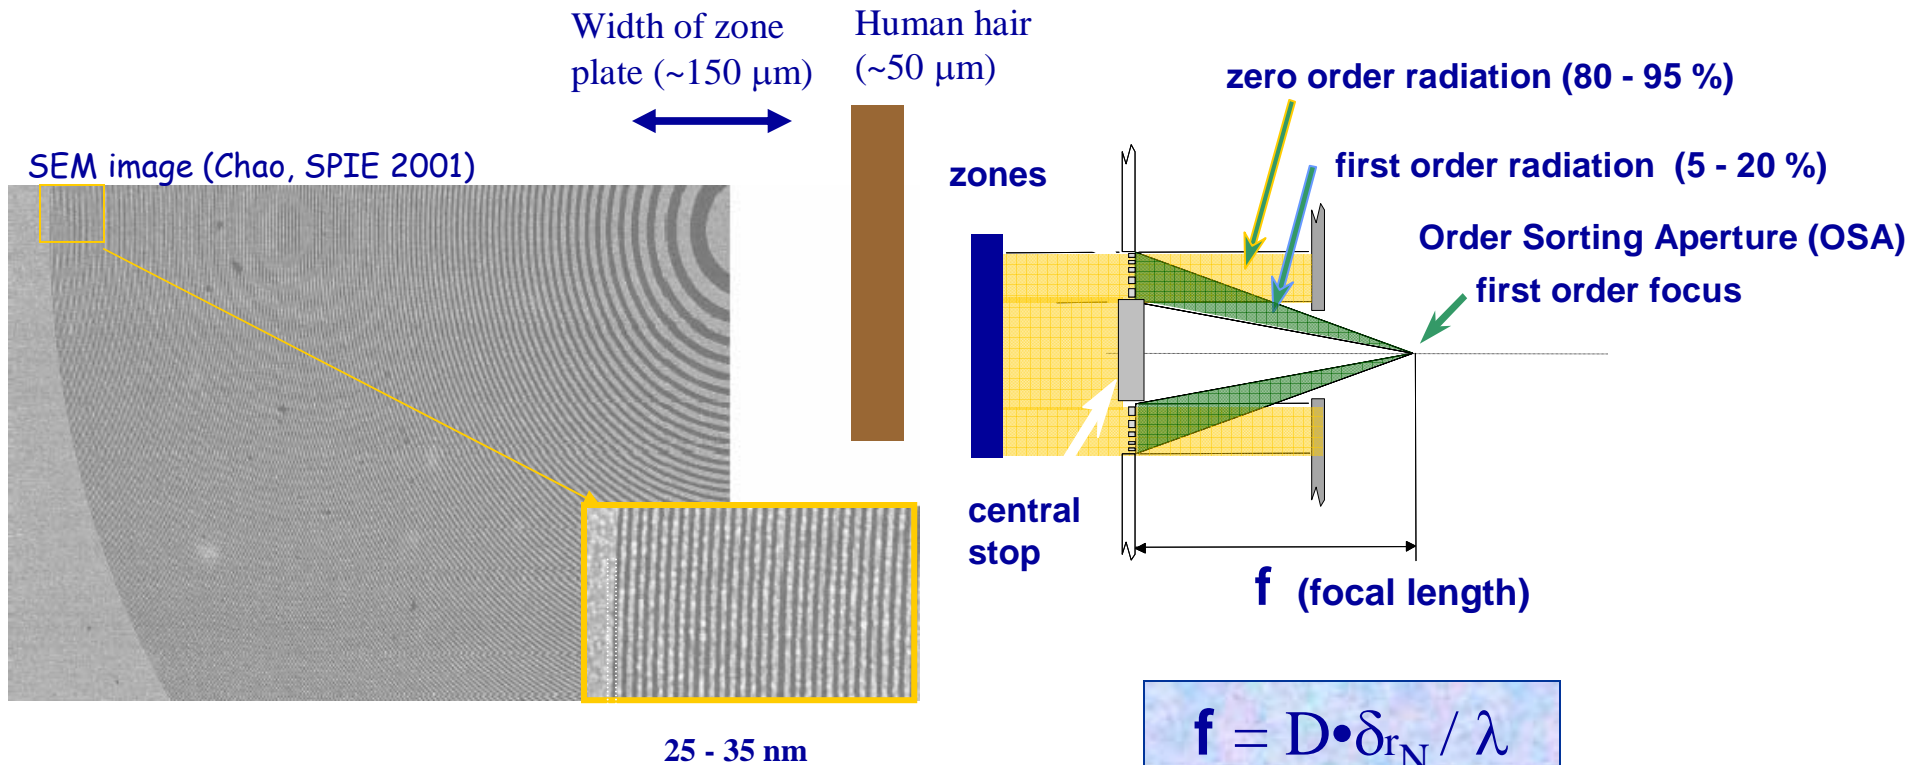 Width of zone
plate (~150 μm)
Human hair
(~50 μm)
SEM image (Chao, SPIE 2001)
25 - 35 nm
zero order radiation (80 - 95 %)
first order radiation (5 - 20 %)
zones
Order Sorting Aperture (OSA)
first order focus
central
stop
f (focal length)
f = D•δrN / λ